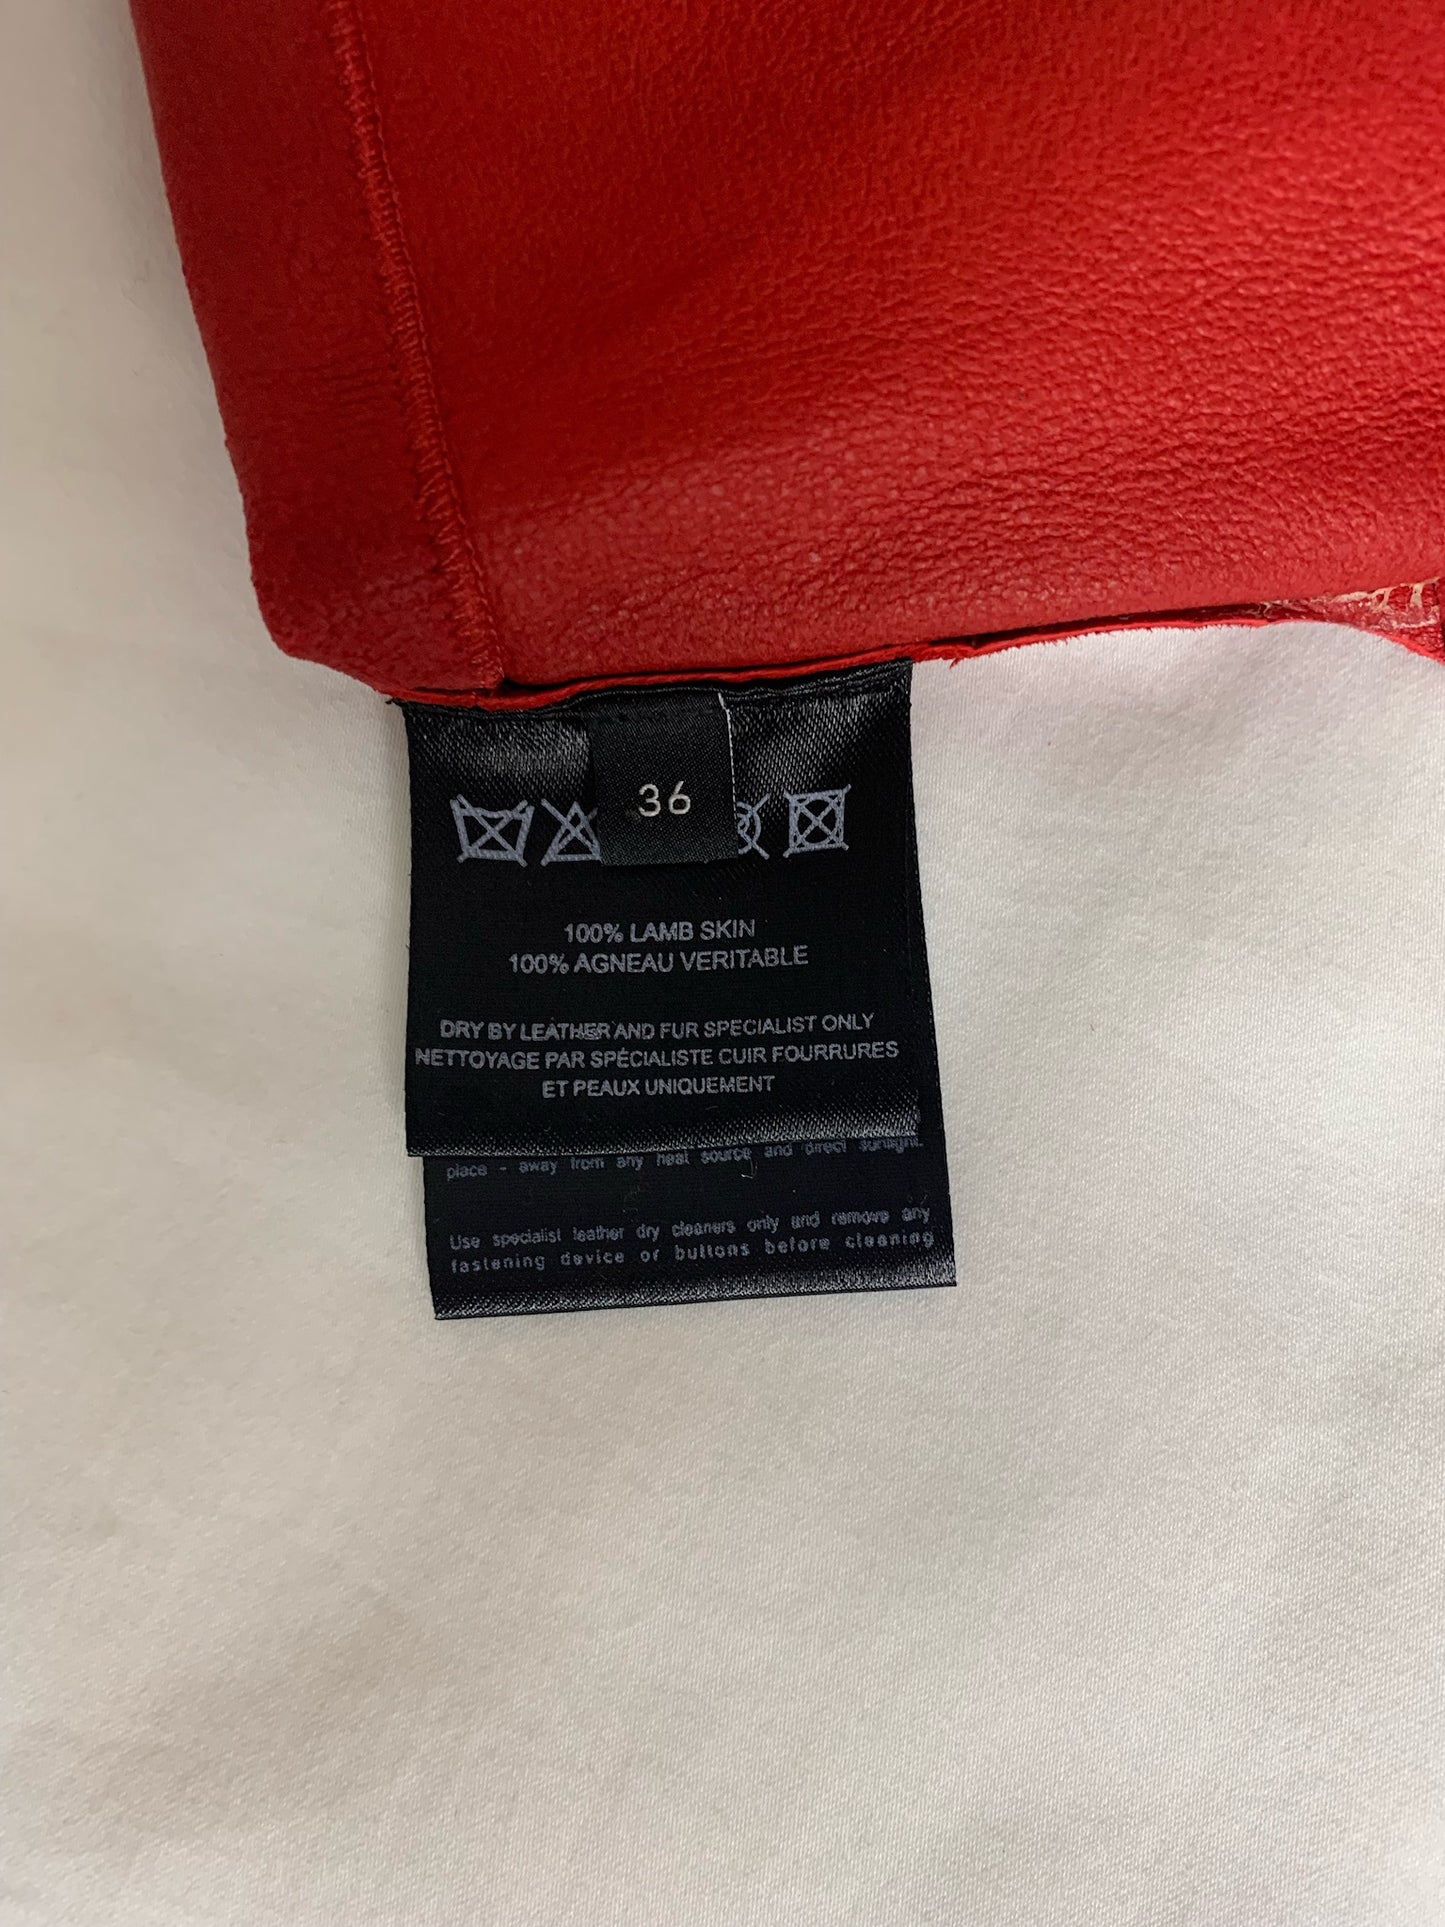 36
100% LAMB SKIN
100% AGNEAU VERITABLE
DRY BY LEATHER AND FUR SPECIALIST ONLY
NETTOYAGE PAR SPÉCIALISTE CUIR FOURRURES
ET PEAUX UNIQUEMENT
place - away from any heat source and direct sunlight.
Use specialist leather dry cleaners only and remove any
fastening device or buttons before cleaning